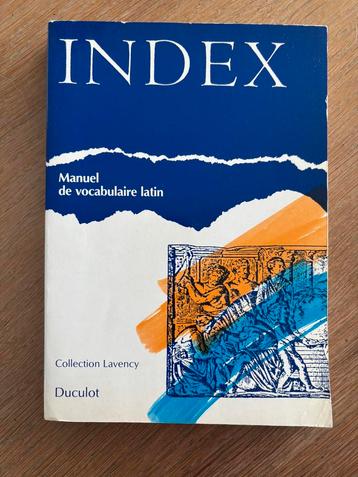 INDEX
Manuel
de vocabulaire latin
Collection Lavency
Duculot